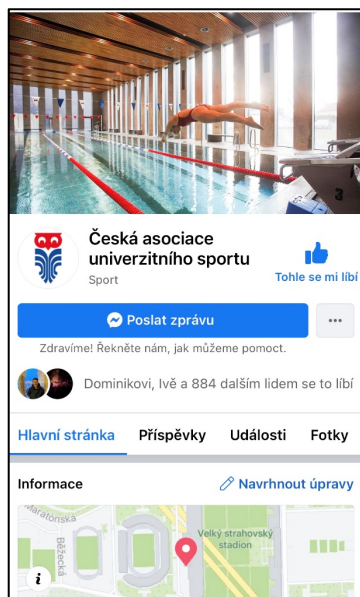 3
Česká asociace
univerzitního sportu
Sport
Tohle se mi líbí
Poslat zprávu
Zdravíme! Řekněte nám, jak můžeme pomoct.
Dominikovi, Ivě a 884 dalším lidem se to líbí
Hlavní stránka Příspěvky Události Fotky
Informace Navrhnout úpravy
Maratónská
Běžecká
Velký strahovský
stadion
i